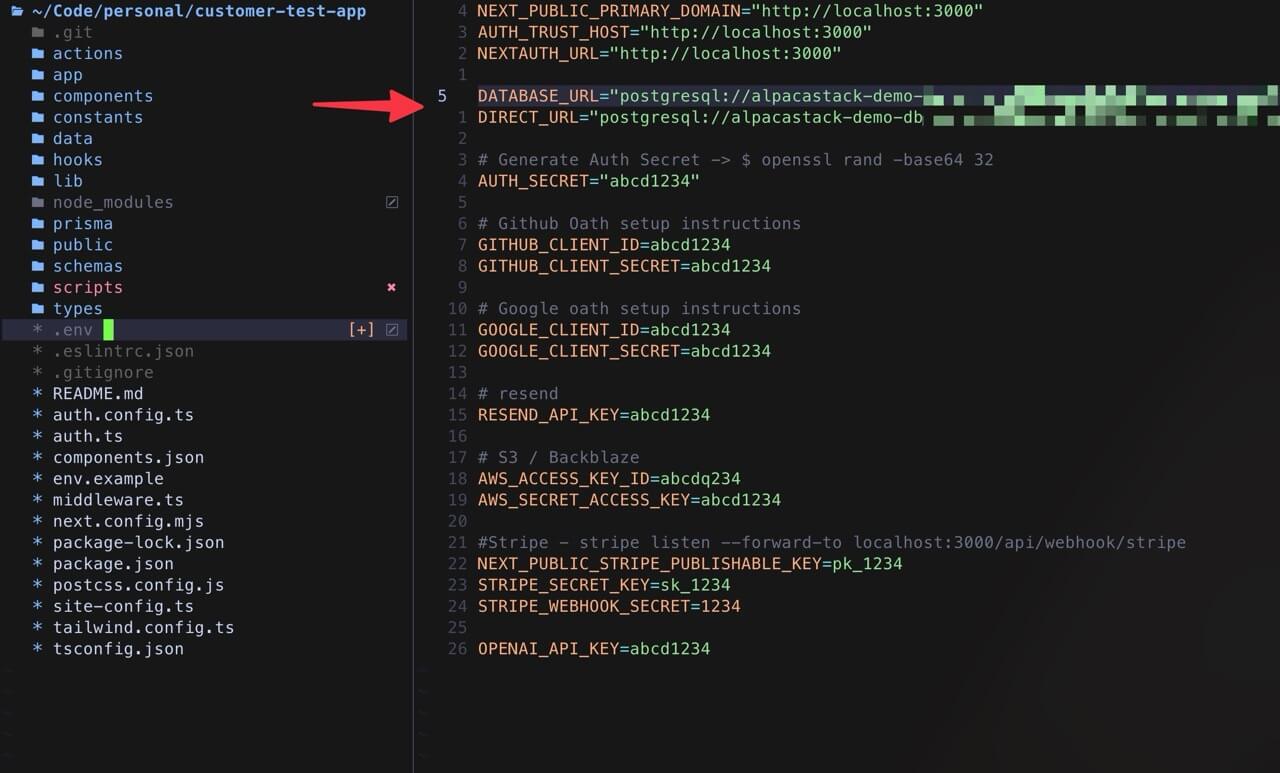 ~/Code/personal/customer-test-app
.git
actions
app
components
constants
data
hooks
lib
node_modules
prisma
public
schemas
scripts
types
* .env [+]
* .eslintrc.json
* .gitignore
* README.md
* auth.config.ts
* auth.ts
* components.json
* env.example
* middleware.ts
* next.config.mjs
* package-lock.json
* package.json
* postcss.config.js
* site-config.ts
* tailwind.config.ts
* tsconfig.json
4 NEXT_PUBLIC_PRIMARY_DOMAIN="http://localhost:3000"
3 AUTH_TRUST_HOST="http://localhost:3000"
2 NEXTAUTH_URL="http://localhost:3000"
1
5 DATABASE_URL="postgresql://alpacastack-demo-
1 DIRECT_URL="postgresql://alpacastack-demo-db
2
3 # Generate Auth Secret -> $ openssl rand -base64 32
4 AUTH_SECRET="abcd1234"
5
6 # Github Oath setup instructions
7 GITHUB_CLIENT_ID=abcd1234
8 GITHUB_CLIENT_SECRET=abcd1234
9
10 # Google oath setup instructions
11 GOOGLE_CLIENT_ID=abcd1234
12 GOOGLE_CLIENT_SECRET=abcd1234
13
14 # resend
15 RESEND_API_KEY=abcd1234
16
17 # S3 / Backblaze
18 AWS_ACCESS_KEY_ID=abcdq234
19 AWS_SECRET_ACCESS_KEY=abcd1234
20
21 #Stripe - stripe listen --forward-to localhost:3000/api/webhook/stripe
22 NEXT_PUBLIC_STRIPE_PUBLISHABLE_KEY=pk_1234
23 STRIPE_SECRET_KEY=sk_1234
24 STRIPE_WEBHOOK_SECRET=1234
25
26 OPENAI_API_KEY=abcd1234